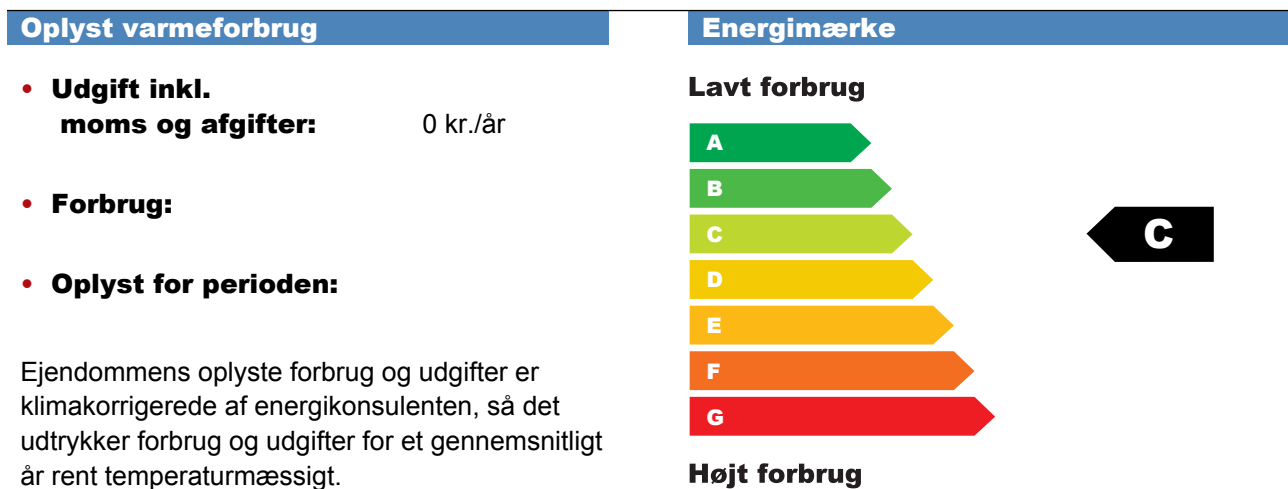 Oplyst varmeforbrug
• Udgift inkl.
moms og afgifter: 0 kr./år
• Forbrug:
• Oplyst for perioden:
Ejendommens oplyste forbrug og udgifter er
klimakorrigerede af energikonsulenten, så det
udtrykker forbrug og udgifter for et gennemsnitligt
år rent temperaturmæssigt.
Energimærke
Lavt forbrug
A
B
C
C
D
E
F
G
Højt forbrug